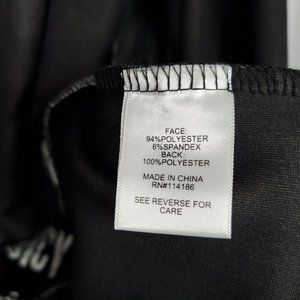 FACE:
94%POLYESTER
6%SPANDEX
BACK:
100%POLYESTER
MADE IN CHINA
RN#114186
SEE REVERSE FOR
CARE